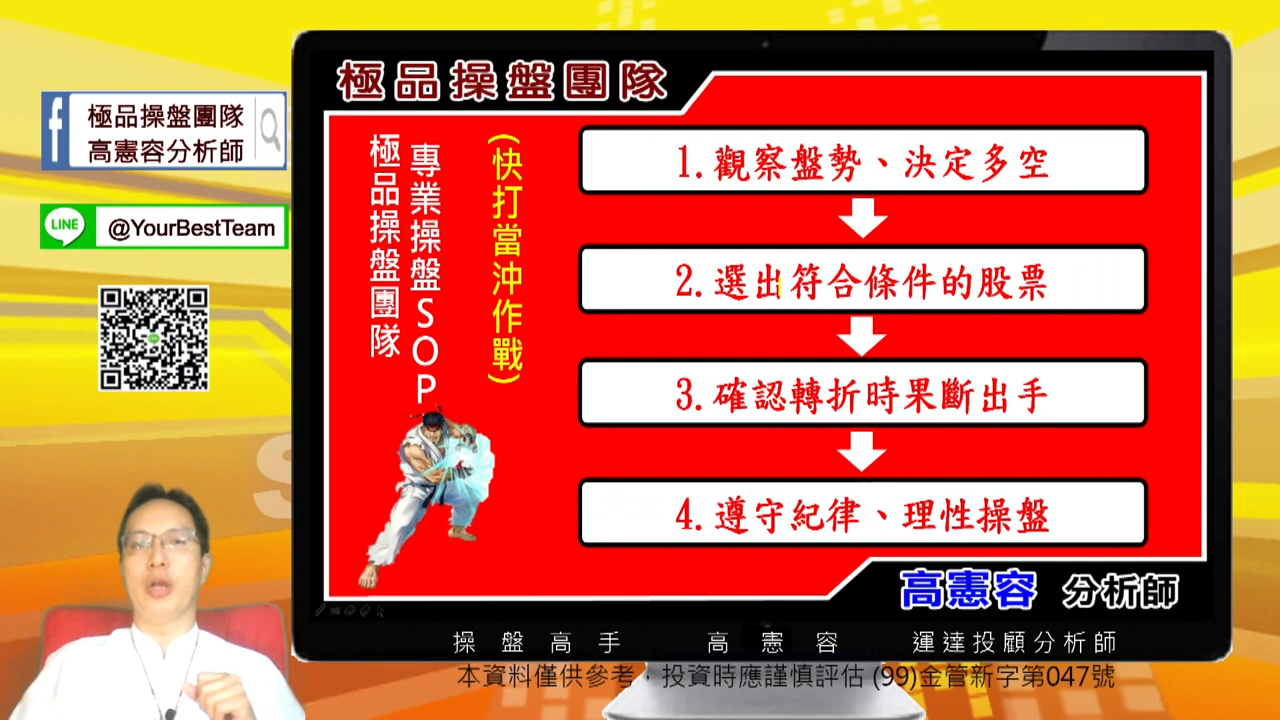 極品操盤團隊
高憲容分析師
LINE
@YourBestTeam
極品操盤團隊
極品操盤團隊
專業操盤SOP
(快打當沖作戰)
1.觀察盤勢、決定多空
2.選出符合條件的股票
3.確認轉折時果斷出手
4.遵守紀律、理性操盤
高憲容 分析師
操盤高手 高憲容 運達投顧分析師
本資料僅供參考，投資時應謹慎評估 (99)金管新字第047號